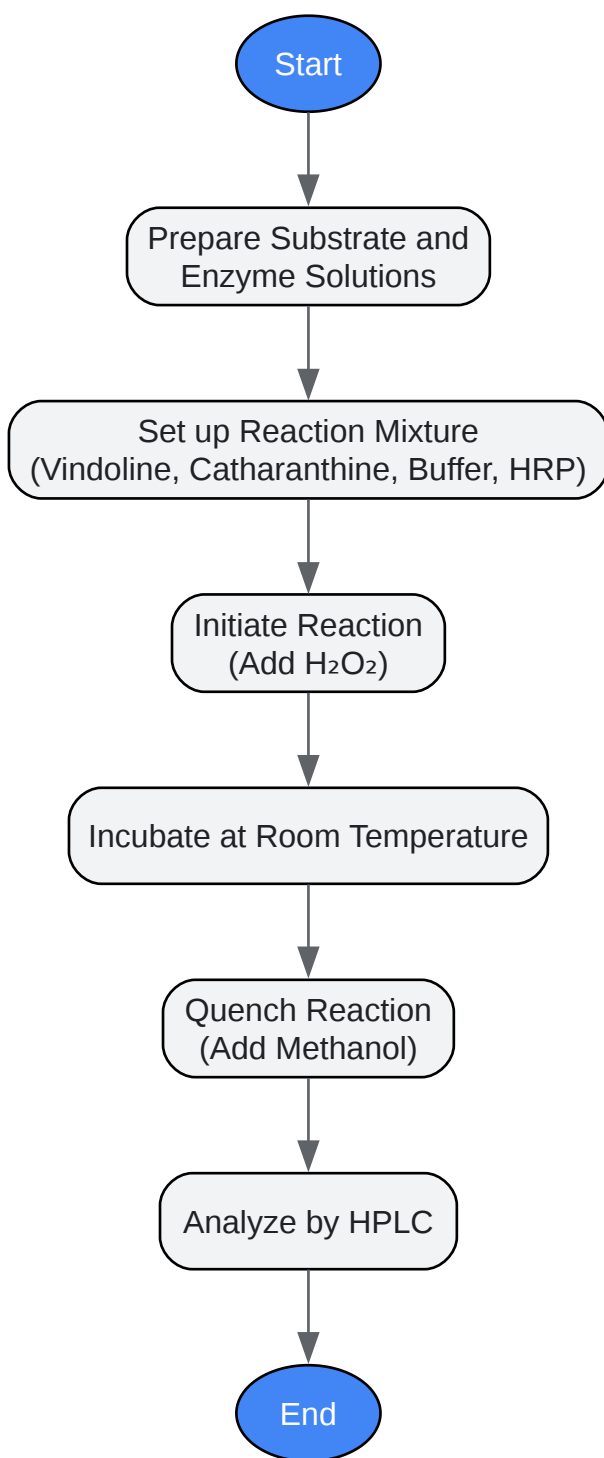 Start
Prepare Substrate and
Enzyme Solutions
Set up Reaction Mixture
(Vindoline, Catharanthine, Buffer, HRP)
Initiate Reaction
(Add H₂O₂)
Incubate at Room Temperature
Quench Reaction
(Add Methanol)
Analyze by HPLC
End